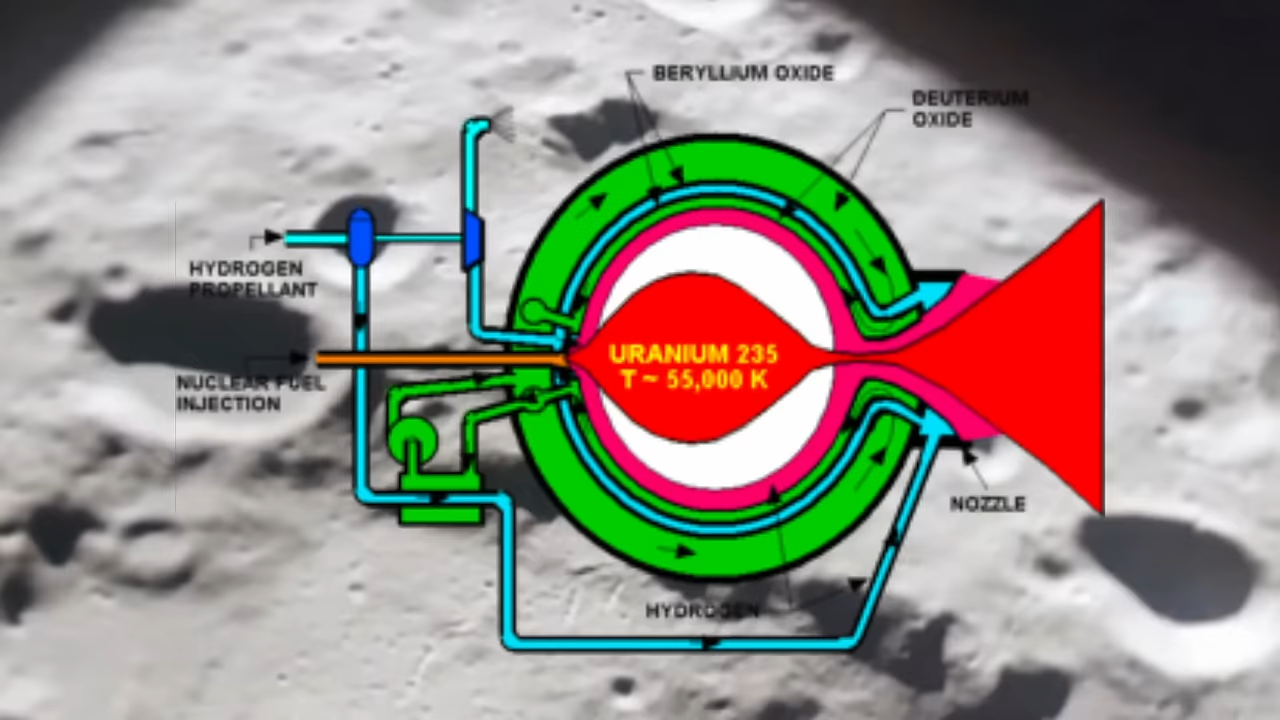 BERYLLIUM OXIDE
DEUTERIUM
OXIDE
HYDROGEN
PROPELLANT
URANIUM 235
T ~ 55,000 K
NUCLEAR FUEL
INJECTION
NOZZLE
HYDROGEN